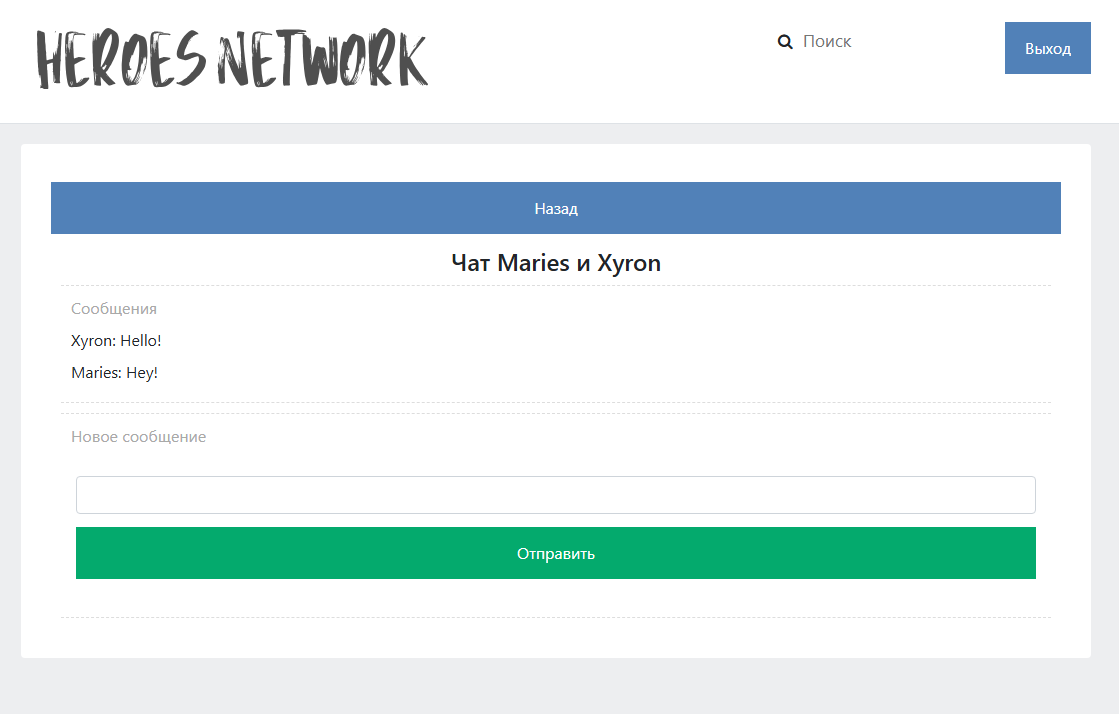 HEROES NETWORK
Поиск
Выход
Назад
Чат Maries и Xyron
Сообщения
Xyron: Hello!
Maries: Hey!
Новое сообщение
Отправить